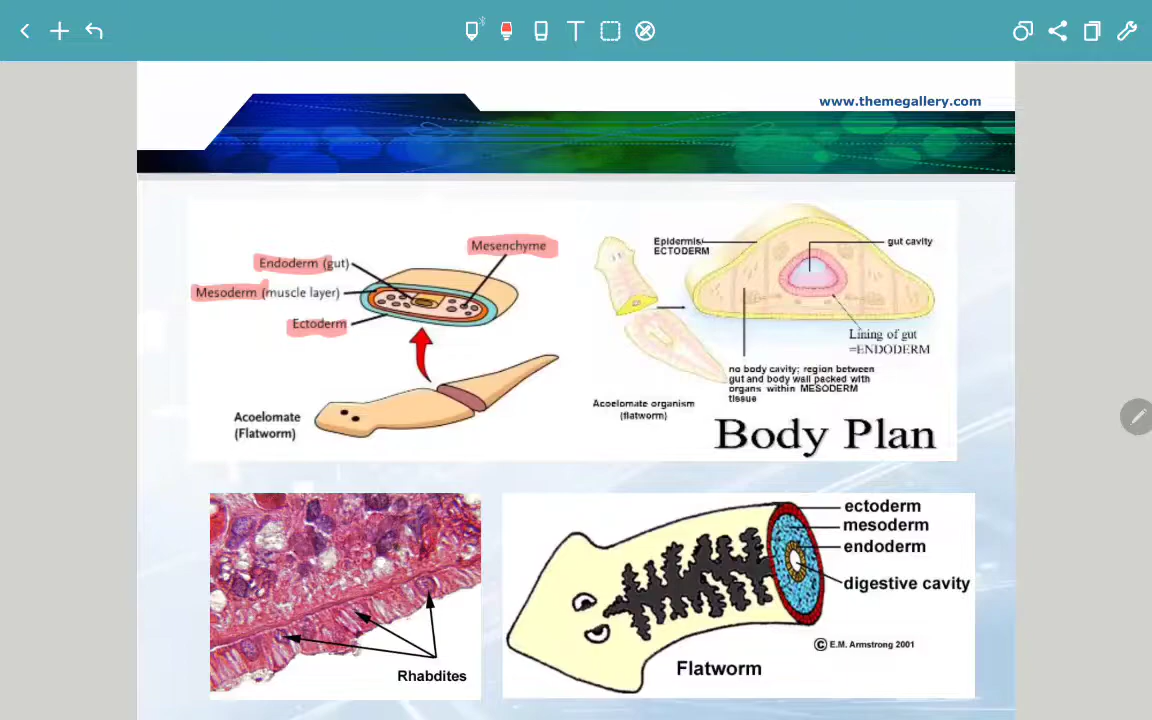 www.themegallery.com
Mesenchyme
Endoderm (gut)
Mesoderm (muscle layer)
Ectoderm
Acoelomate
(Flatworm)
Epidermis/
ECTODERM
gut cavity
Lining of gut
=ENDODERM
no body cavity; region between
gut and body wall packed with
organs within MESODERM
tissue
Acoelomate organism
(flatworm)
Body Plan
Rhabdites
ectoderm
mesoderm
endoderm
digestive cavity
© E.M. Armstrong 2001
Flatworm